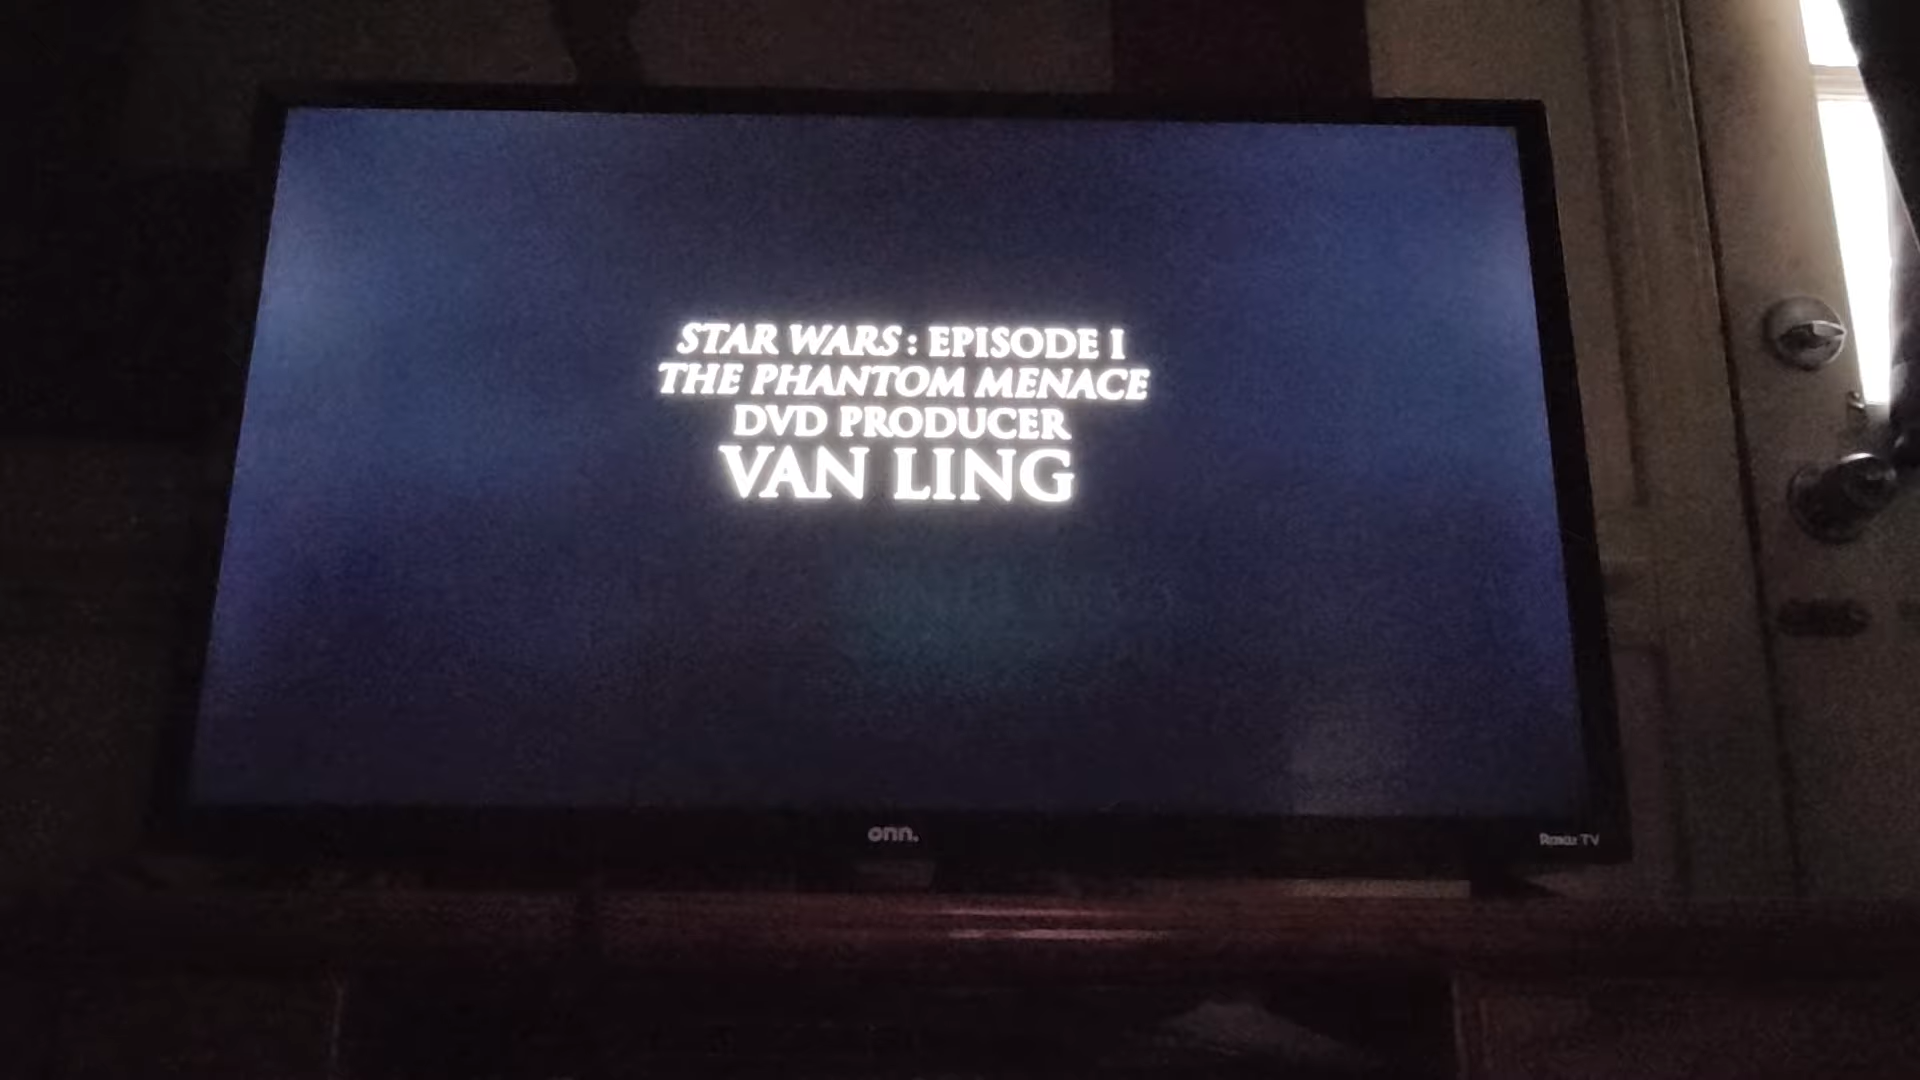 STAR WARS: EPISODE I
THE PHANTOM MENACE
DVD PRODUCER
VAN LING
onn.
Roku TV